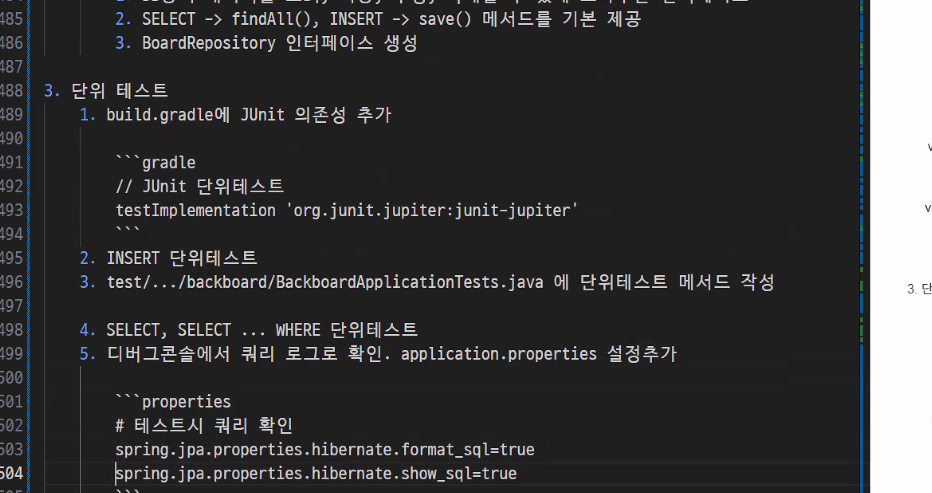 485 2. SELECT -> findAll(), INSERT -> save() 메서드를 기본 제공
486 3. BoardRepository 인터페이스 생성
487
488 3. 단위 테스트
489 1. build.gradle에 JUnit 의존성 추가
490
491 ```gradle
492 // JUnit 단위테스트
493 testImplementation 'org.junit.jupiter:junit-jupiter'
494 ```
495 2. INSERT 단위테스트
496 3. test/.../backboard/BackboardApplicationTests.java 에 단위테스트 메서드 작성
497
498 4. SELECT, SELECT ... WHERE 단위테스트
499 5. 디버그콘솔에서 쿼리 로그로 확인. application.properties 설정추가
500
501 ```properties
502 # 테스트시 쿼리 확인
503 spring.jpa.properties.hibernate.format_sql=true
504 spring.jpa.properties.hibernate.show_sql=true
v
v
3. 단